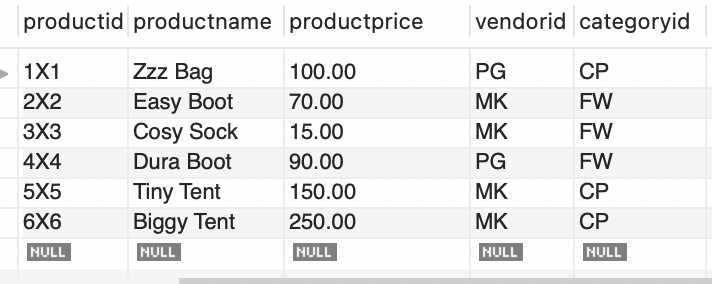 productid productname productprice vendorid categoryid
1X1 Zzz Bag 100.00 PG CP
2X2 Easy Boot 70.00 MK FW
3X3 Cosy Sock 15.00 MK FW
4X4 Dura Boot 90.00 PG FW
5X5 Tiny Tent 150.00 MK CP
6X6 Biggy Tent 250.00 MK CP
NULL NULL NULL NULL NULL